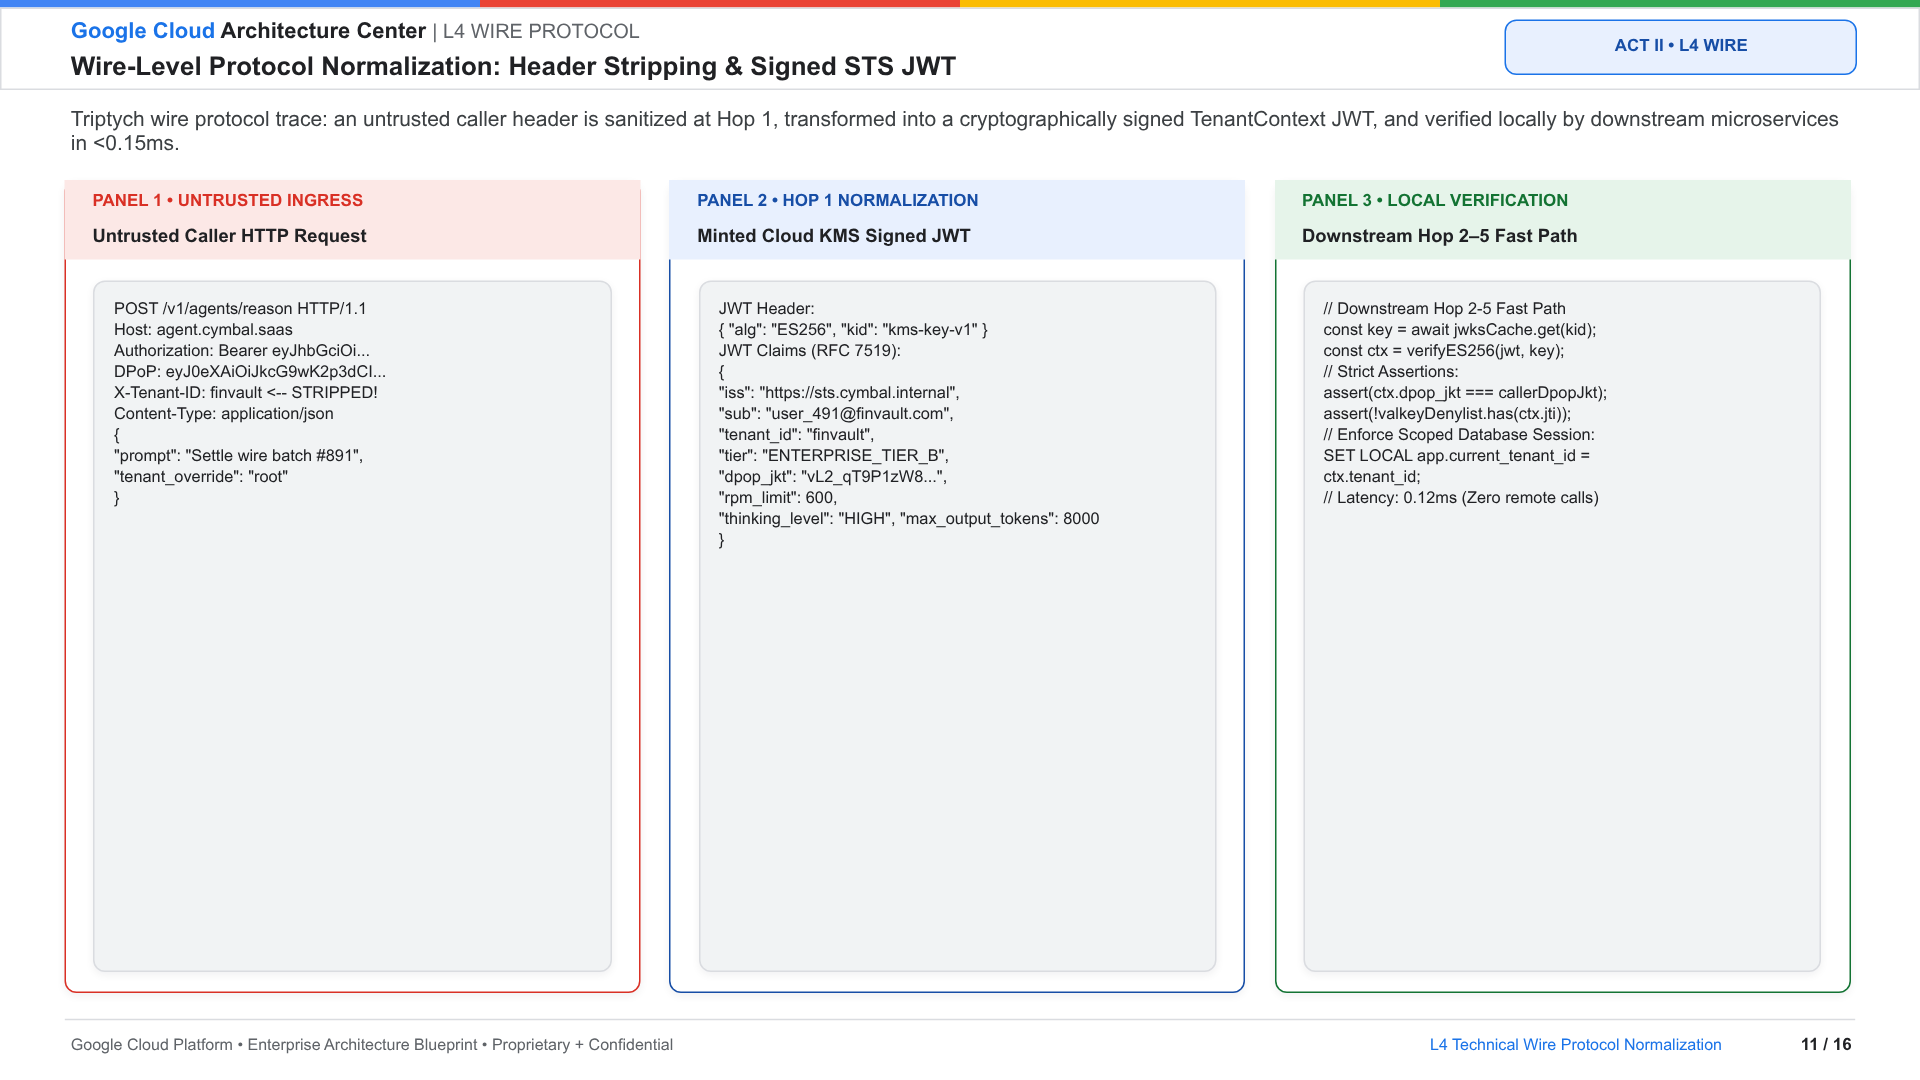 Google Cloud Architecture Center | L4 WIRE PROTOCOL
Wire-Level Protocol Normalization: Header Stripping & Signed STS JWT
ACT II • L4 WIRE
Triptych wire protocol trace: an untrusted caller header is sanitized at Hop 1, transformed into a cryptographically signed TenantContext JWT, and verified locally by downstream microservices
in <0.15ms.
PANEL 1 • UNTRUSTED INGRESS
Untrusted Caller HTTP Request
POST /v1/agents/reason HTTP/1.1
Host: agent.cymbal.saas
Authorization: Bearer eyJhbGciOi...
DPoP: eyJ0eXAiOiJkcG9wK2p3dCI...
X-Tenant-ID: finvault <-- STRIPPED!
Content-Type: application/json
{
"prompt": "Settle wire batch #891",
"tenant_override": "root"
}
PANEL 2 • HOP 1 NORMALIZATION
Minted Cloud KMS Signed JWT
JWT Header:
{ "alg": "ES256", "kid": "kms-key-v1" }
JWT Claims (RFC 7519):
{
"iss": "https://sts.cymbal.internal",
"sub": "user_491@finvault.com",
"tenant_id": "finvault",
"tier": "ENTERPRISE_TIER_B",
"dpop_jkt": "vL2_qT9P1zW8...",
"rpm_limit": 600,
"thinking_level": "HIGH", "max_output_tokens": 8000
}
PANEL 3 • LOCAL VERIFICATION
Downstream Hop 2–5 Fast Path
// Downstream Hop 2-5 Fast Path
const key = await jwksCache.get(kid);
const ctx = verifyES256(jwt, key);
// Strict Assertions:
assert(ctx.dpop_jkt === callerDpopJkt);
assert(!valkeyDenylist.has(ctx.jti));
// Enforce Scoped Database Session:
SET LOCAL app.current_tenant_id =
ctx.tenant_id;
// Latency: 0.12ms (Zero remote calls)
Google Cloud Platform • Enterprise Architecture Blueprint • Proprietary + Confidential
L4 Technical Wire Protocol Normalization
11 / 16